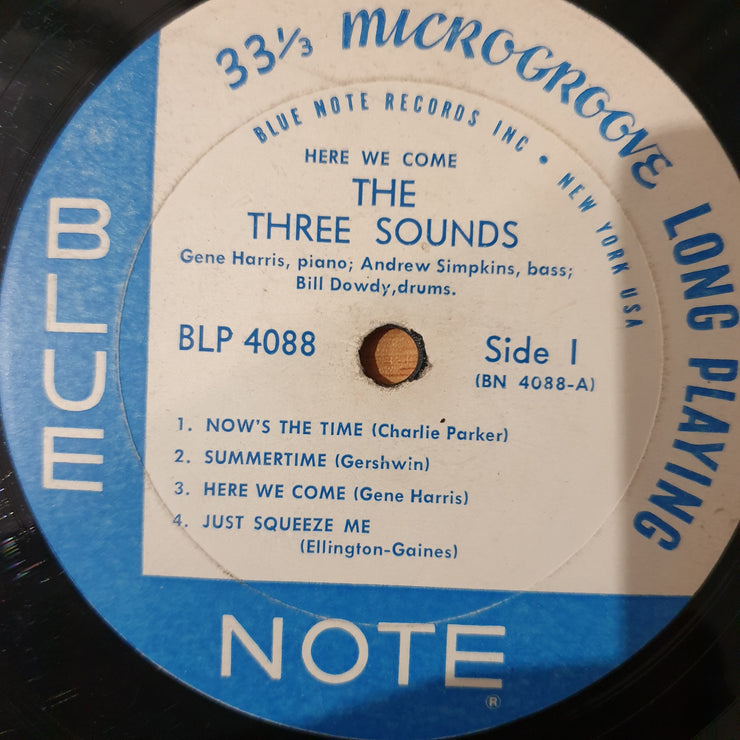 33⅓ MICROGROOVE LONG PLAYING
BLUE NOTE RECORDS INC • NEW YORK USA
HERE WE COME
THE
THREE SOUNDS
Gene Harris, piano; Andrew Simpkins, bass;
Bill Dowdy,drums.
BLP 4088
Side 1
(BN 4088-A)
1. NOW'S THE TIME (Charlie Parker)
2. SUMMERTIME (Gershwin)
3. HERE WE COME (Gene Harris)
4. JUST SQUEEZE ME
(Ellington-Gaines)
BLUE
NOTE
®